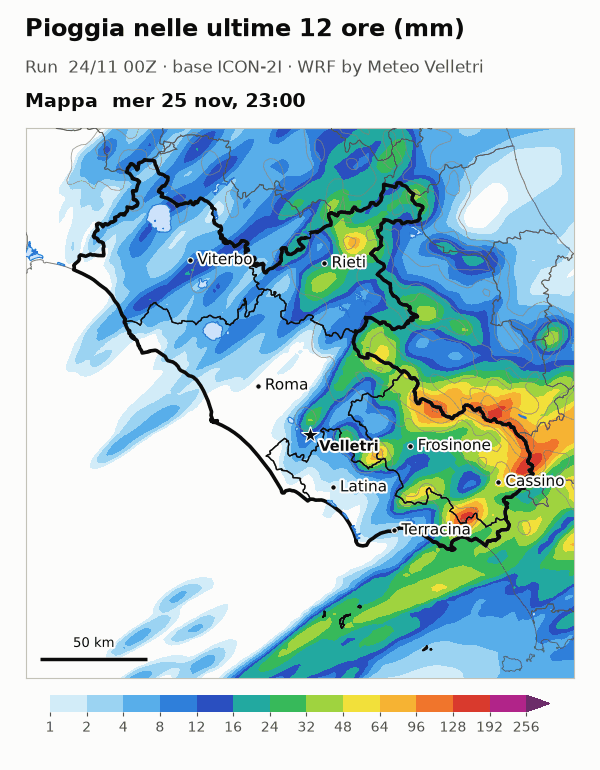 Pioggia nelle ultime 12 ore (mm)
Run  24/11 00Z · base ICON-2I · WRF by Meteo Velletri
Mappa  mer 25 nov, 23:00
Viterbo
Rieti
Roma
Velletri
Frosinone
Cassino
Latina
Terracina
50 km
1 2 4 8 12 16 24 32 48 64 96 128 192 256